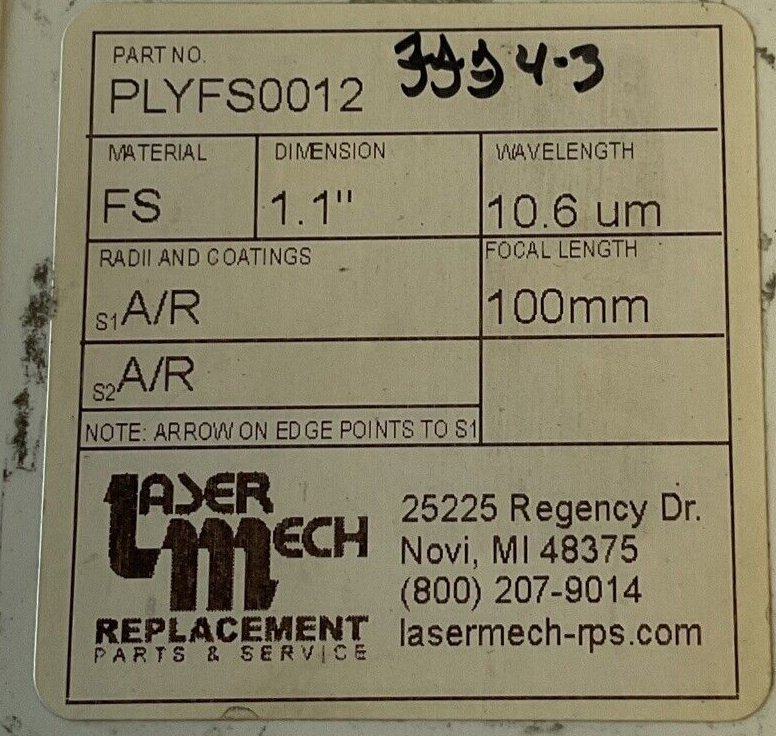 PART NO.
PLYFS0012
MATERIAL
FS
DIMENSION
1.1"
WAVELENGTH
10.6 um
RADII AND COATINGS
S1 A/R
FOCAL LENGTH
100mm
S2 A/R
NOTE: ARROW ON EDGE POINTS TO S1
LASER
MECH
REPLACEMENT
PARTS & SERVICE
25225 Regency Dr.
Novi, MI 48375
(800) 207-9014
lasermech-rps.com